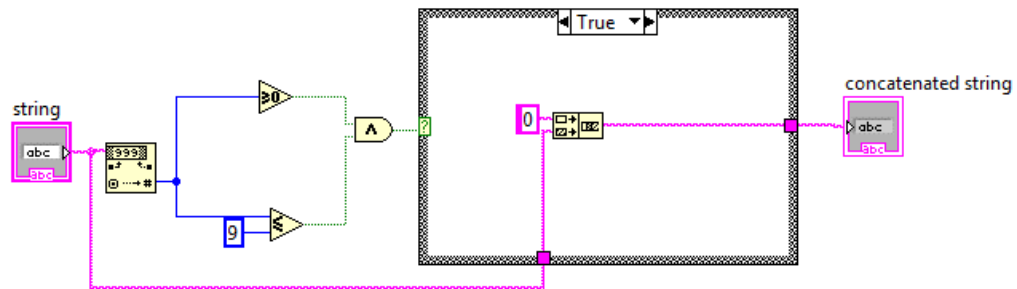 True
concatenated string
string
≥0
0
abc
abc
abc
999
#
∧
?
abc
≤
9